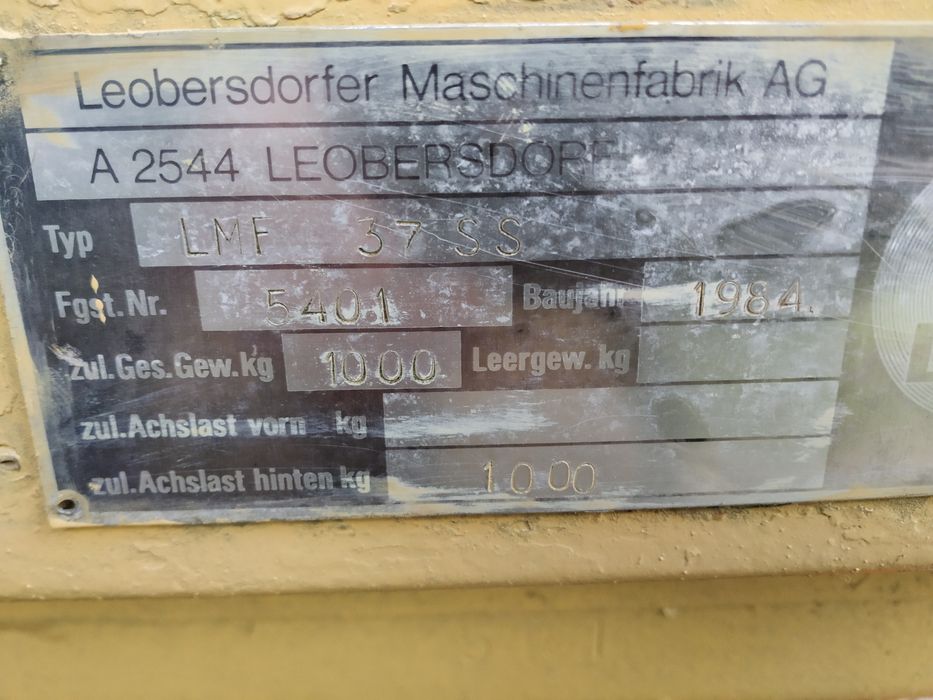 Leobersdorfer Maschinenfabrik AG
A 2544 LEOBERSDORF
Typ LMF 37 SS
Fgst.Nr. 5401 Baujahr 1984.
zul.Ges.Gew.kg 1000 Leergew. kg
zul.Achslast vorn kg
zul.Achslast hinten kg 1000